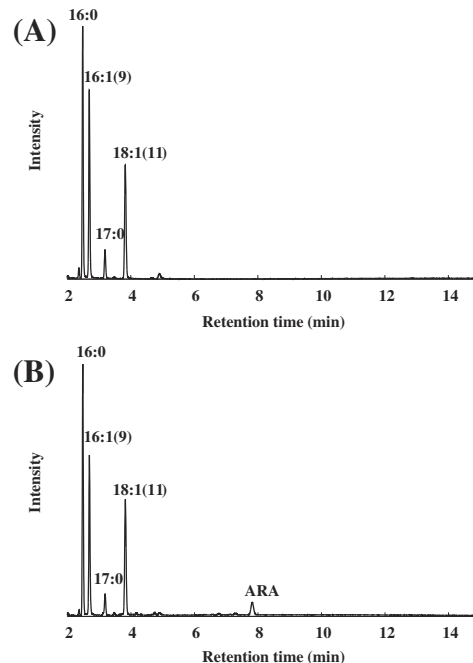 (A)
16:0
16:1(9)
18:1(11)
17:0
Intensity
2 4 6 8 10 12 14
Retention time (min)
(B)
16:0
16:1(9)
18:1(11)
17:0
ARA
Intensity
2 4 6 8 10 12 14
Retention time (min)